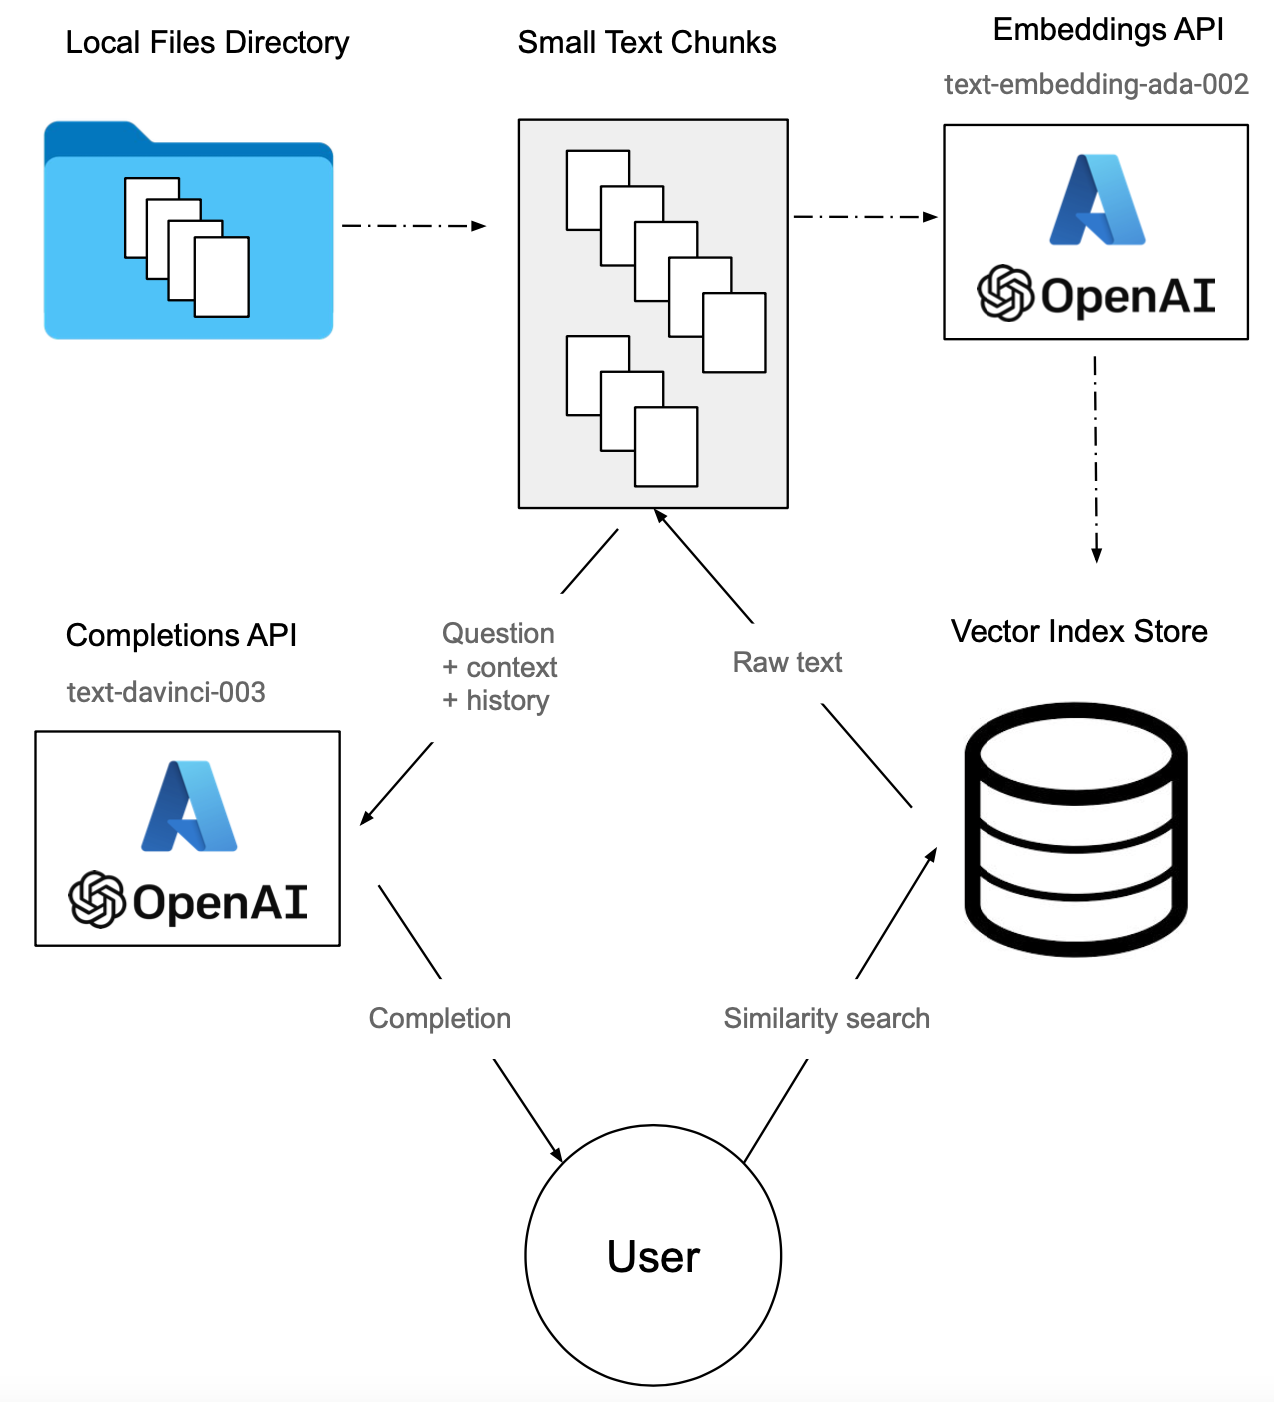 Local Files Directory
Small Text Chunks
Embeddings API
text-embedding-ada-002
OpenAI
Completions API
text-davinci-003
Question
+ context
+ history
Raw text
Vector Index Store
OpenAI
Completion
Similarity search
User